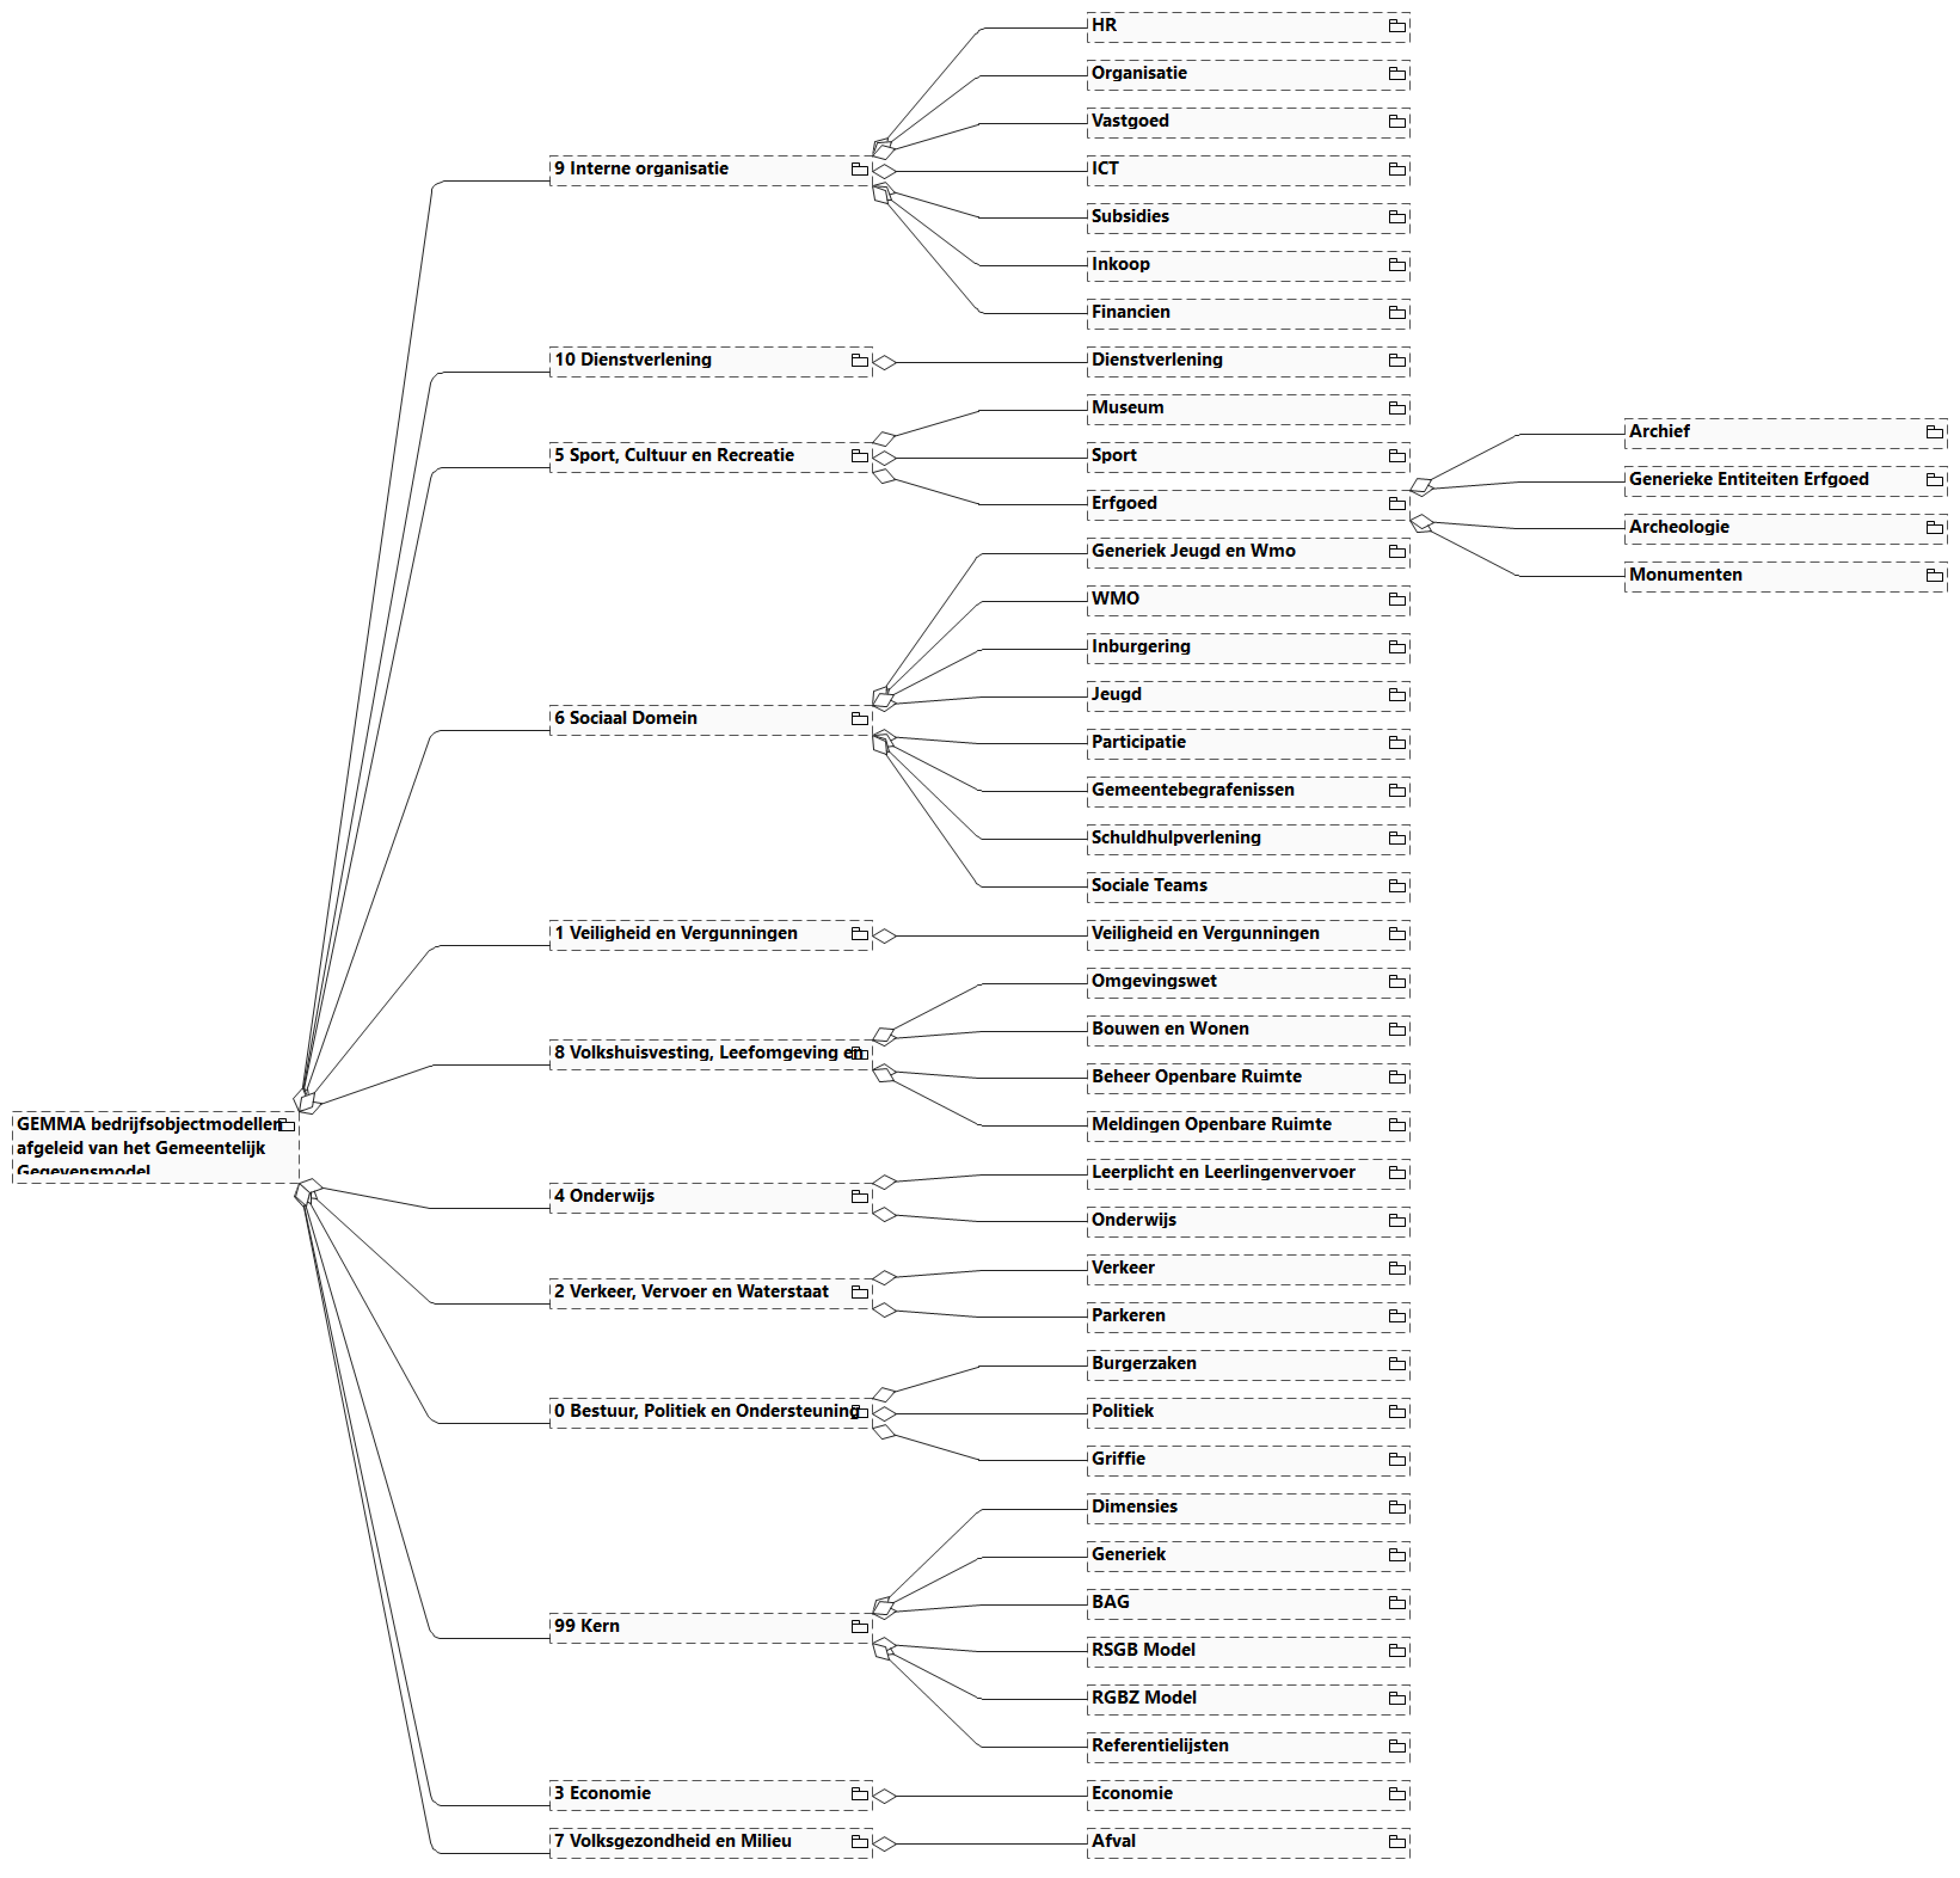 HR
Organisatie
Vastgoed
9 Interne organisatie
ICT
Subsidies
Inkoop
Financien
10 Dienstverlening
Dienstverlening
Museum
5 Sport, Cultuur en Recreatie
Sport
Erfgoed
Archief
Generieke Entiteiten Erfgoed
Archeologie
Monumenten
Generiek Jeugd en Wmo
WMO
Inburgering
Jeugd
6 Sociaal Domein
Participatie
Gemeentebegrafenissen
Schuldhulpverlening
Sociale Teams
1 Veiligheid en Vergunningen
Veiligheid en Vergunningen
Omgevingswet
Bouwen en Wonen
8 Volkshuisvesting, Leefomgeving en
Beheer Openbare Ruimte
Meldingen Openbare Ruimte
GEMMA bedrijfsobjectmodellen
afgeleid van het Gemeentelijk
Gegevensmodel
Leerplicht en Leerlingenvervoer
4 Onderwijs
Onderwijs
Verkeer
2 Verkeer, Vervoer en Waterstaat
Parkeren
Burgerzaken
0 Bestuur, Politiek en Ondersteuning
Politiek
Griffie
Dimensies
Generiek
BAG
99 Kern
RSGB Model
RGBZ Model
Referentielijsten
3 Economie
Economie
7 Volksgezondheid en Milieu
Afval